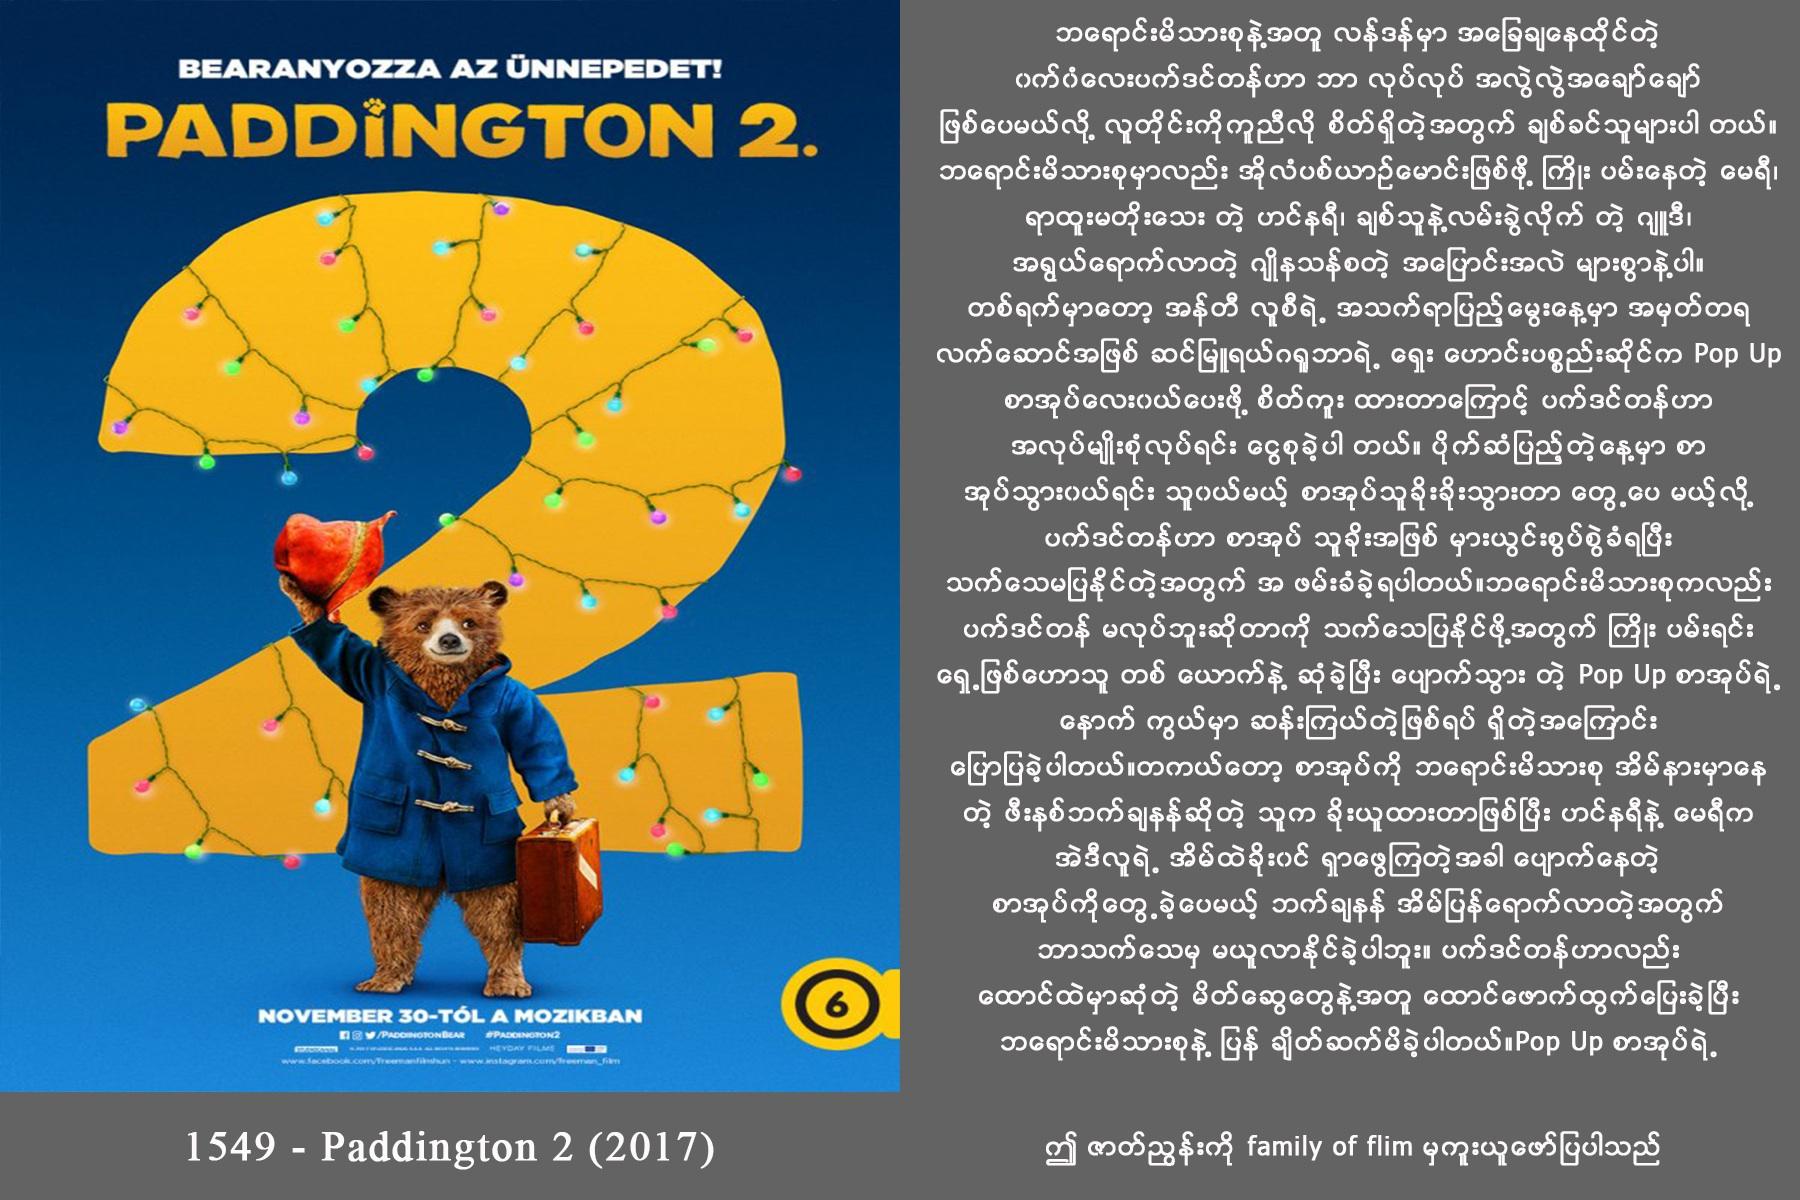 BEARANYOZZA AZ ÜNNEPEDET!
PADDINGTON 2.
6
NOVEMBER 30-TÓL A MOZIKBAN
/PADDINGTONBEAR #PADDINGTON2
STUDIOCANAL HEYDAY FILMS
www.facebook.com/freemanfilmshun - www.instagram.com/freeman_film
1549 - Paddington 2 (2017)
ဘရောင်းမိသားစုနဲ့အတူ လန်ဒန်မှာ အခြေချနေထိုင်တဲ့
ဝက်ဝံလေးပက်ဒင်တန်ဟာ ဘာ လုပ်လုပ် အလွဲလွဲအချော်ချော်
ဖြစ်ပေမယ်လို့ လူတိုင်းကိုကူညီလို စိတ်ရှိတဲ့အတွက် ချစ်ခင်သူများပါ တယ်။
ဘရောင်းမိသားစုမှာလည်း အိုလံပစ်ယာဉ်မောင်းဖြစ်ဖို့ ကြိုး ပမ်းနေတဲ့ မေရီ၊
ရာထူးမတိုးသေး တဲ့ ဟင်နရီ၊ ချစ်သူနဲ့လမ်းခွဲလိုက် တဲ့ ဂျူဒီ၊
အရွယ်ရောက်လာတဲ့ ဂျိုနသန်စတဲ့ အပြောင်းအလဲ များစွာနဲ့ပါ။
တစ်ရက်မှာတော့ အန်တီ လူစီရဲ့ အသက်ရာပြည့်မွေးနေ့မှာ အမှတ်တရ
လက်ဆောင်အဖြစ် ဆင်မြူရယ်ဂရူဘာရဲ့ ရှေး ဟောင်းပစ္စည်းဆိုင်က Pop Up
စာအုပ်လေးဝယ်ပေးဖို့ စိတ်ကူး ထားတာကြောင့် ပက်ဒင်တန်ဟာ
အလုပ်မျိုးစုံလုပ်ရင်း ငွေစုခဲ့ပါ တယ်။ ပိုက်ဆံပြည့်တဲ့နေ့မှာ စာ
အုပ်သွားဝယ်ရင်း သူဝယ်မယ့် စာအုပ်သူခိုးခိုးသွားတာ တွေ့ပေ မယ့်လို့
ပက်ဒင်တန်ဟာ စာအုပ် သူခိုးအဖြစ် မှားယွင်းစွပ်စွဲခံရပြီး
သက်သေမပြနိုင်တဲ့အတွက် အ ဖမ်းခံခဲ့ရပါတယ်။ဘရောင်းမိသားစုကလည်း
ပက်ဒင်တန် မလုပ်ဘူးဆိုတာကို သက်သေပြနိုင်ဖို့အတွက် ကြိုး ပမ်းရင်း
ရှေ့ဖြစ်ဟောသူ တစ် ယောက်နဲ့ ဆုံခဲ့ပြီး ပျောက်သွား တဲ့ Pop Up စာအုပ်ရဲ့
နောက် ကွယ်မှာ ဆန်းကြယ်တဲ့ဖြစ်ရပ် ရှိတဲ့အကြောင်း
ပြောပြခဲ့ပါတယ်။တကယ်တော့ စာအုပ်ကို ဘရောင်းမိသားစု အိမ်နားမှာနေ
တဲ့ ဖီးနစ်ဘက်ချနန်ဆိုတဲ့ သူက ခိုးယူထားတာဖြစ်ပြီး ဟင်နရီနဲ့ မေရီက
အဲဒီလူရဲ့ အိမ်ထဲခိုးဝင် ရှာဖွေကြတဲ့အခါ ပျောက်နေတဲ့
စာအုပ်ကိုတွေ့ခဲ့ပေမယ့် ဘက်ချနန် အိမ်ပြန်ရောက်လာတဲ့အတွက်
ဘာသက်သေမှ မယူလာနိုင်ခဲ့ပါဘူး။ ပက်ဒင်တန်ဟာလည်း
ထောင်ထဲမှာဆုံတဲ့ မိတ်ဆွေတွေနဲ့အတူ ထောင်ဖောက်ထွက်ပြေးခဲ့ပြီး
ဘရောင်းမိသားစုနဲ့ ပြန် ချိတ်ဆက်မိခဲ့ပါတယ်။Pop Up စာအုပ်ရဲ့
ဤ ဇာတ်ညွန်းကို family of flim မှကူးယူဖော်ပြပါသည်